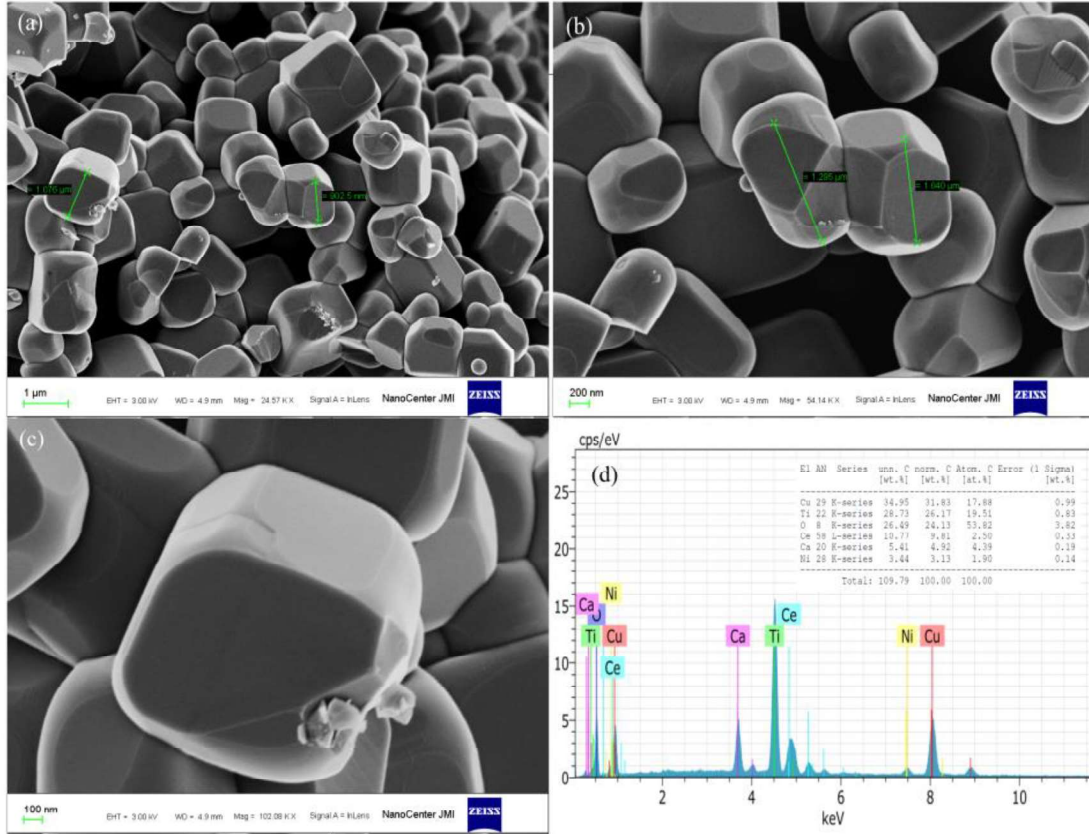 (a)
= 1.076 µm
= 992.5 nm
1 µm
EHT = 3.00 kV WD = 4.9 mm Mag = 24.57 K X Signal A = InLens NanoCenter JMI ZEISS
(b)
= 1.295 µm
= 1.040 µm
200 nm
EHT = 3.00 kV WD = 4.9 mm Mag = 54.14 K X Signal A = InLens NanoCenter JMI ZEISS
(c)
100 nm
EHT = 3.00 kV WD = 4.9 mm Mag = 102.08 K X Signal A = InLens NanoCenter JMI ZEISS
cps/eV
(d)
El AN Series unn. C norm. C Atom. C Error (1 Sigma)
[wt.%] [wt.%] [at.%] [wt.%]
Cu 29 K-series 34.95 31.83 17.88 0.99
Ti 22 K-series 28.73 26.17 19.51 0.83
O 8 K-series 26.49 24.13 53.82 3.82
Ce 58 L-series 10.77 9.81 2.50 0.33
Ca 20 K-series 5.41 4.92 4.39 0.19
Ni 28 K-series 3.44 3.13 1.90 0.14
Total: 109.79 100.00 100.00
25
20
15
10
5
0
Ni
Ca
O
Ce
Ti
Cu
Ca
Ti
Ni
Cu
Ce
2 4 6 8 10
keV